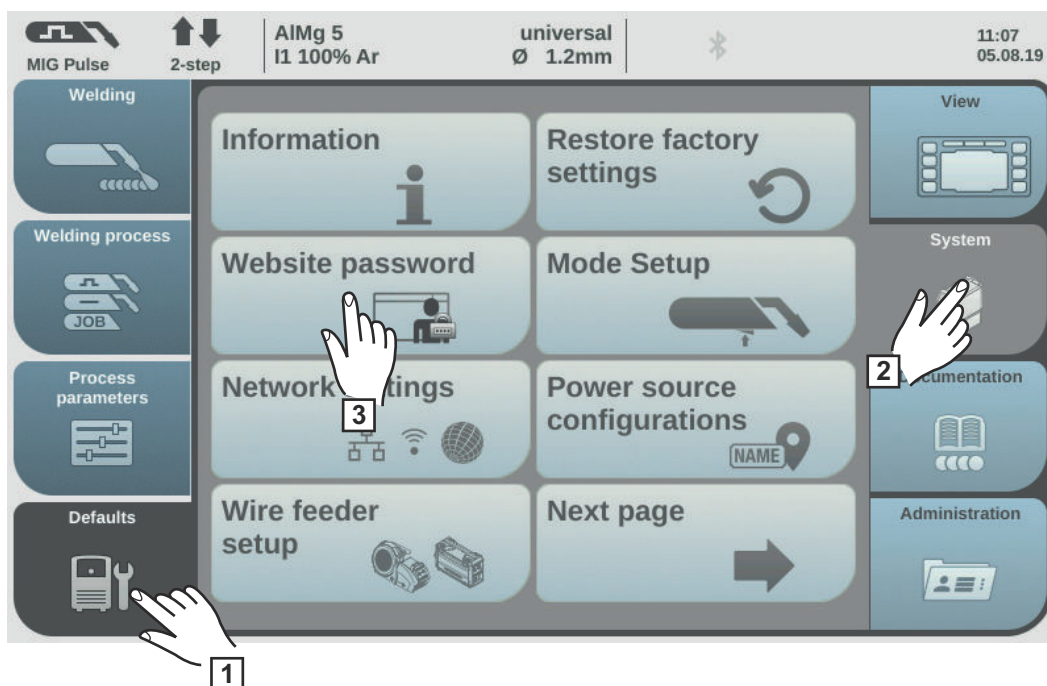 MIG Pulse
2-step
AlMg 5
I1 100% Ar
universal
Ø 1.2mm
11:07
05.08.19
Welding
Welding process
JOB
Process
parameters
Defaults
Information
Restore factory
settings
Website password
Mode Setup
Network tings
Power source
configurations
NAME
Wire feeder
setup
Next page
View
System
cumentation
Administration
1
2
3